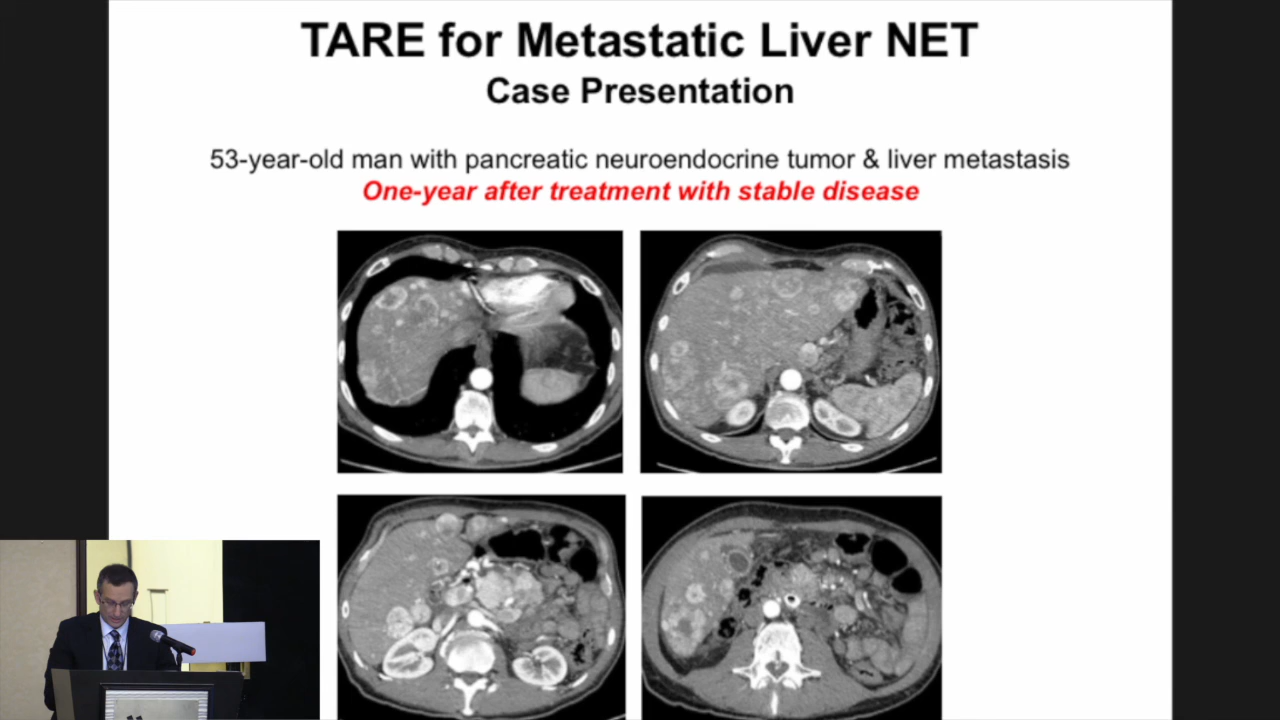 TARE for Metastatic Liver NET
Case Presentation
53-year-old man with pancreatic neuroendocrine tumor & liver metastasis
One-year after treatment with stable disease